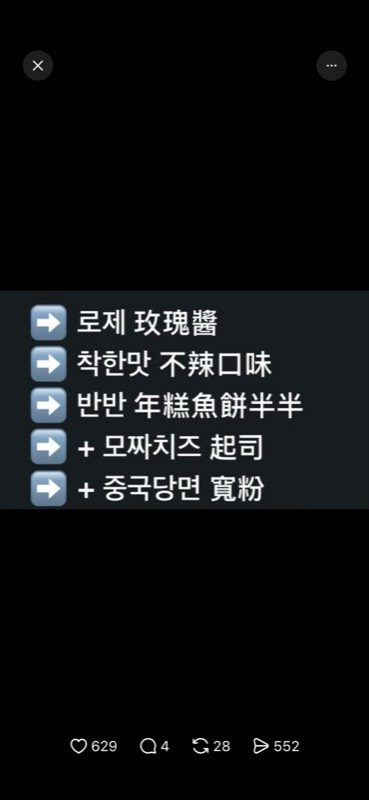 ➡️ 로제 玫瑰醬
➡️ 착한맛 不辣口味
➡️ 반반 年糕魚餅半半
➡️ + 모짜치즈 起司
➡️ + 중국당면 寬粉
629 4 28 552